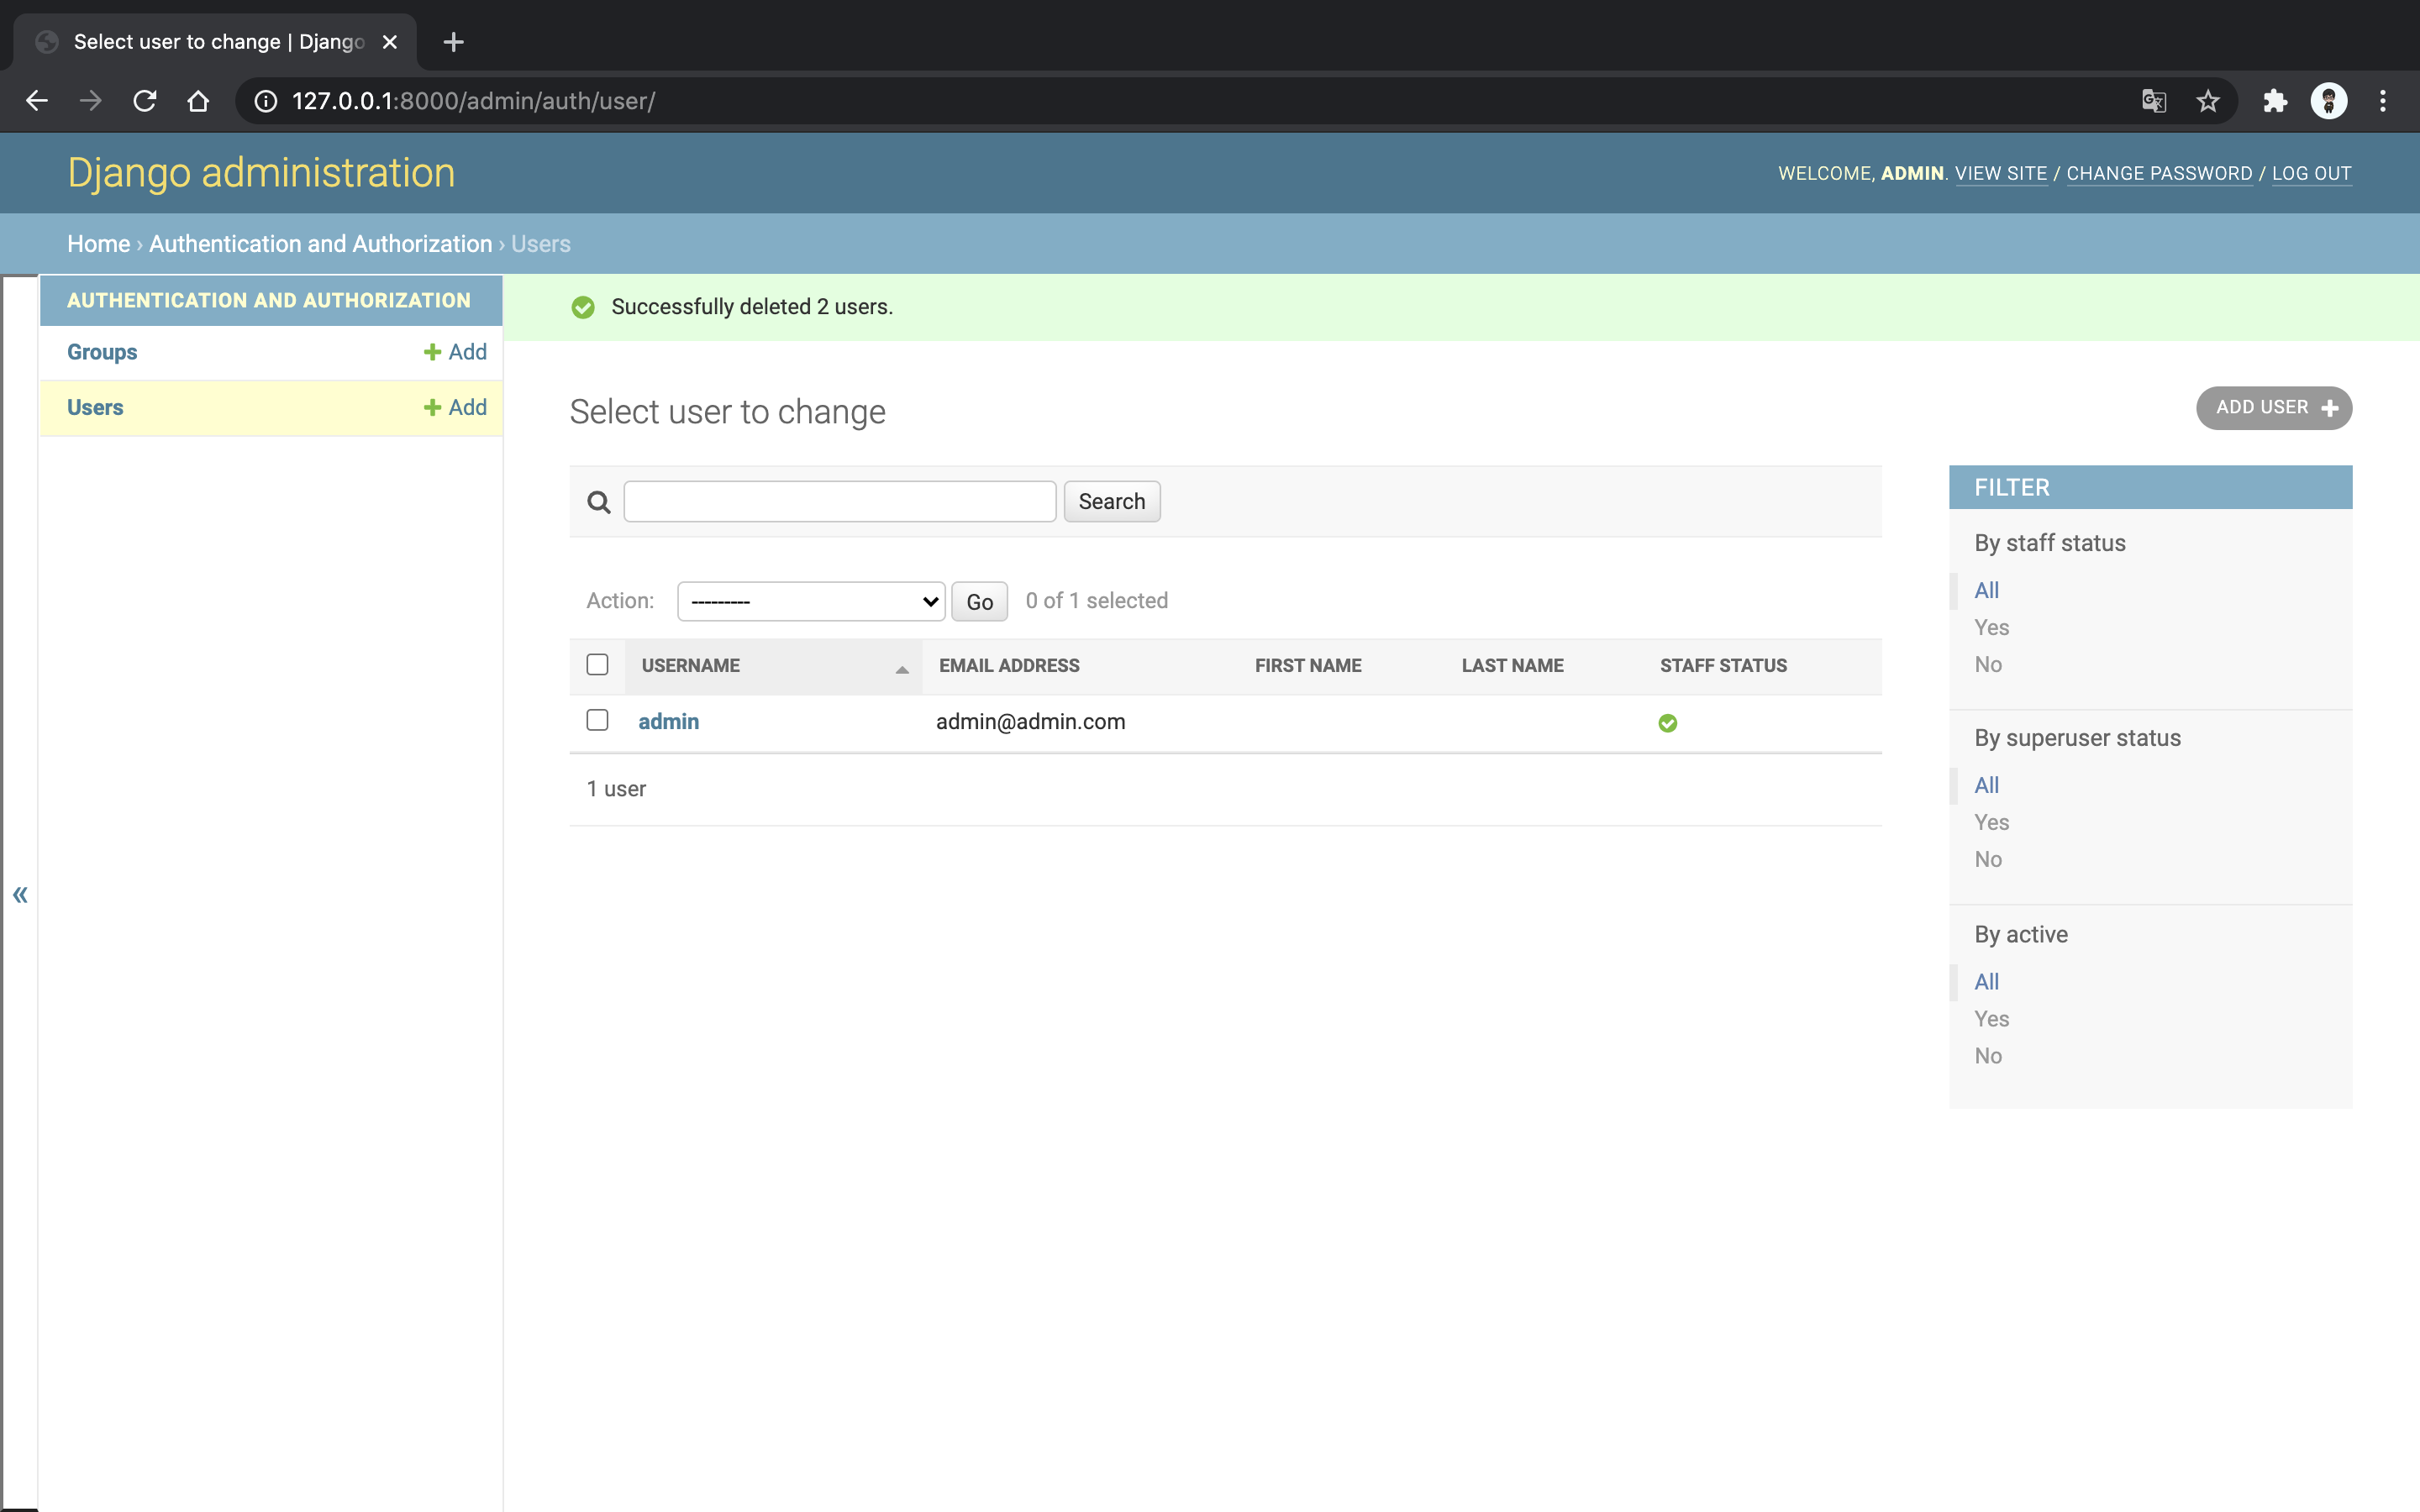 Select user to change | Django
127.0.0.1:8000/admin/auth/user/
Django administration
WELCOME, ADMIN. VIEW SITE / CHANGE PASSWORD / LOG OUT
Home › Authentication and Authorization › Users
AUTHENTICATION AND AUTHORIZATION
Groups + Add
Users + Add
«
Successfully deleted 2 users.
Select user to change
ADD USER +
Search
Action: --------- Go 0 of 1 selected
USERNAME EMAIL ADDRESS FIRST NAME LAST NAME STAFF STATUS
admin admin@admin.com
1 user
FILTER
By staff status
All
Yes
No
By superuser status
All
Yes
No
By active
All
Yes
No